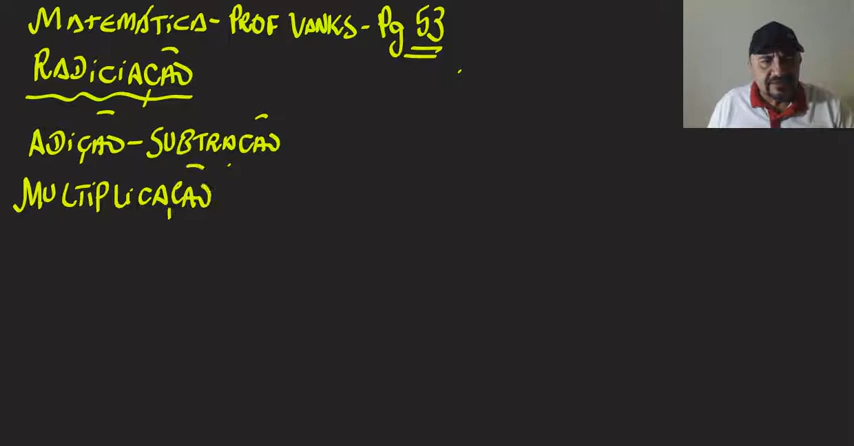 MATEMÁTICA - PROF VANKS - Pg 53
RADICIAÇÃO
ADIÇÃO - SUBTRAÇÃO
MULTIPLICAÇÃO